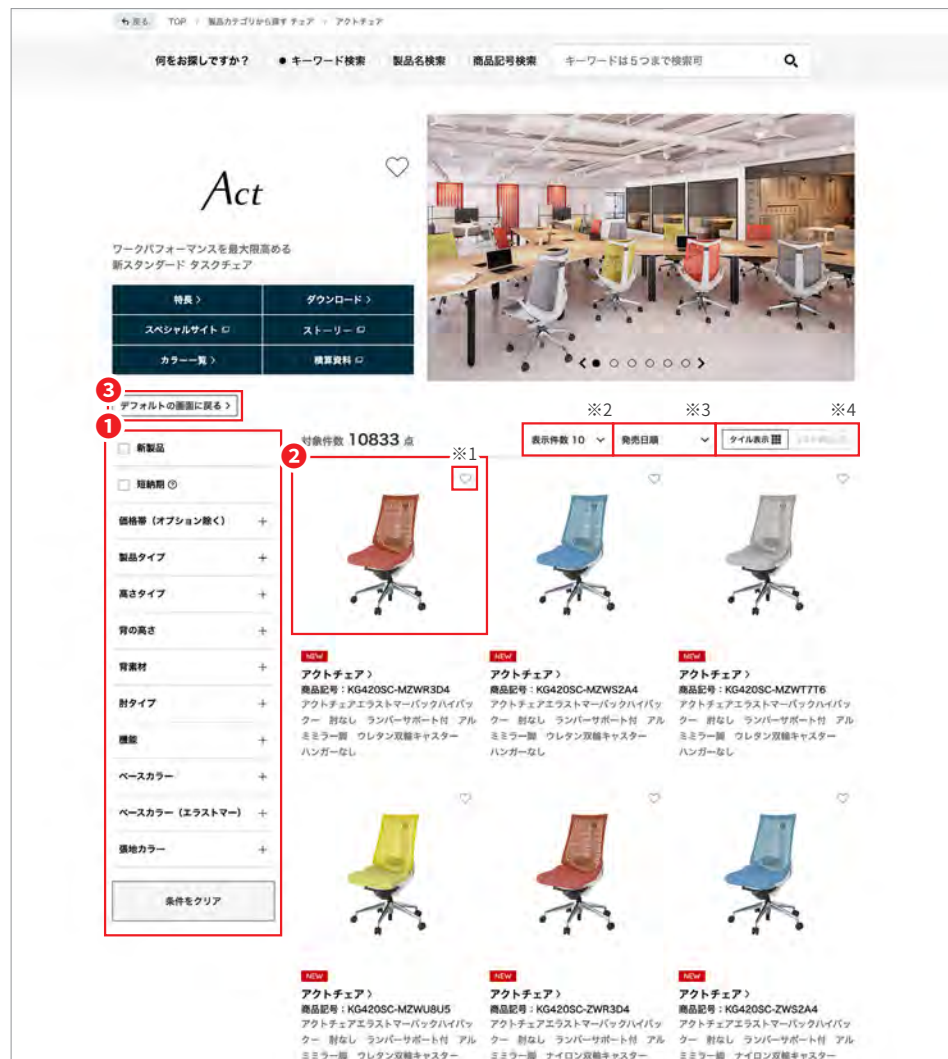 戻る TOP 製品カテゴリから探す チェア アクトチェア
何をお探しですか? ● キーワード検索 製品名検索 商品記号検索 キーワードは5つまで検索可
Act
ワークパフォーマンスを最大限高める
新スタンダード タスクチェア
特長 > ダウンロード >
スペシャルサイト ストーリー
カラー一覧 > 積算資料
3
デフォルトの画面に戻る >
※2 ※3 ※4
1
対象件数 10833 点 表示件数 10 発売日順 タイル表示
新製品
2
※1
短納期 ?
価格帯(オプション除く) +
製品タイプ +
高さタイプ +
背の高さ +
背素材 +
肘タイプ +
機能 +
ベースカラー +
ベースカラー(エラストマー) +
張地カラー +
条件をクリア
NEW NEW NEW
アクトチェア > アクトチェア > アクトチェア >
商品記号:KG420SC-MZWR3D4 商品記号:KG420SC-MZWS2A4 商品記号:KG420SC-MZWT7T6
アクトチェアエラストマーバックハイバッ アクトチェアエラストマーバックハイバッ アクトチェアエラストマーバックハイバッ
クー 肘なし ランバーサポート付 アル クー 肘なし ランバーサポート付 アル クー 肘なし ランバーサポート付 アル
ミミラー脚 ウレタン双輪キャスター ミミラー脚 ウレタン双輪キャスター ミミラー脚 ウレタン双輪キャスター
ハンガーなし ハンガーなし ハンガーなし
NEW NEW NEW
アクトチェア > アクトチェア > アクトチェア >
商品記号:KG420SC-MZWU8U5 商品記号:KG420SC-ZWR3D4 商品記号:KG420SC-ZWS2A4
アクトチェアエラストマーバックハイバッ アクトチェアエラストマーバックハイバッ アクトチェアエラストマーバックハイバッ
クー 肘なし ランバーサポート付 アル クー 肘なし ランバーサポート付 アル クー 肘なし ランバーサポート付 アル
ミミラー脚 ウレタン双輪キャスター ミミラー脚 ナイロン双輪キャスター ミミラー脚 ナイロン双輪キャスター